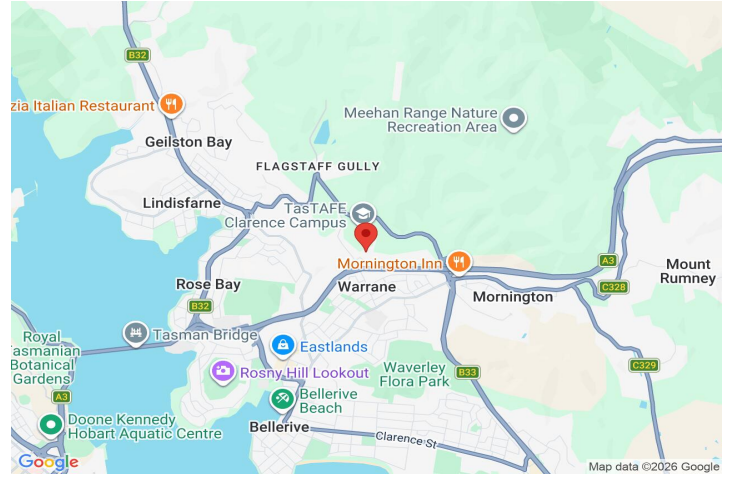 B32
zia Italian Restaurant
Meehan Range Nature
Recreation Area
Geilston Bay
FLAGSTAFF GULLY
Lindisfarne
TasTAFE
Clarence Campus
Mornington Inn
A3
Mount
Rumney
Rose Bay
Warrane
C328
Mornington
B32
Tasman Bridge
Royal
Tasmanian
Botanical
Gardens
Eastlands
Rosny Hill Lookout
Waverley
Flora Park
B33
C329
A3
Bellerive
Beach
Doone Kennedy
Hobart Aquatic Centre
Bellerive
Clarence St
Google
Map data ©2026 Google